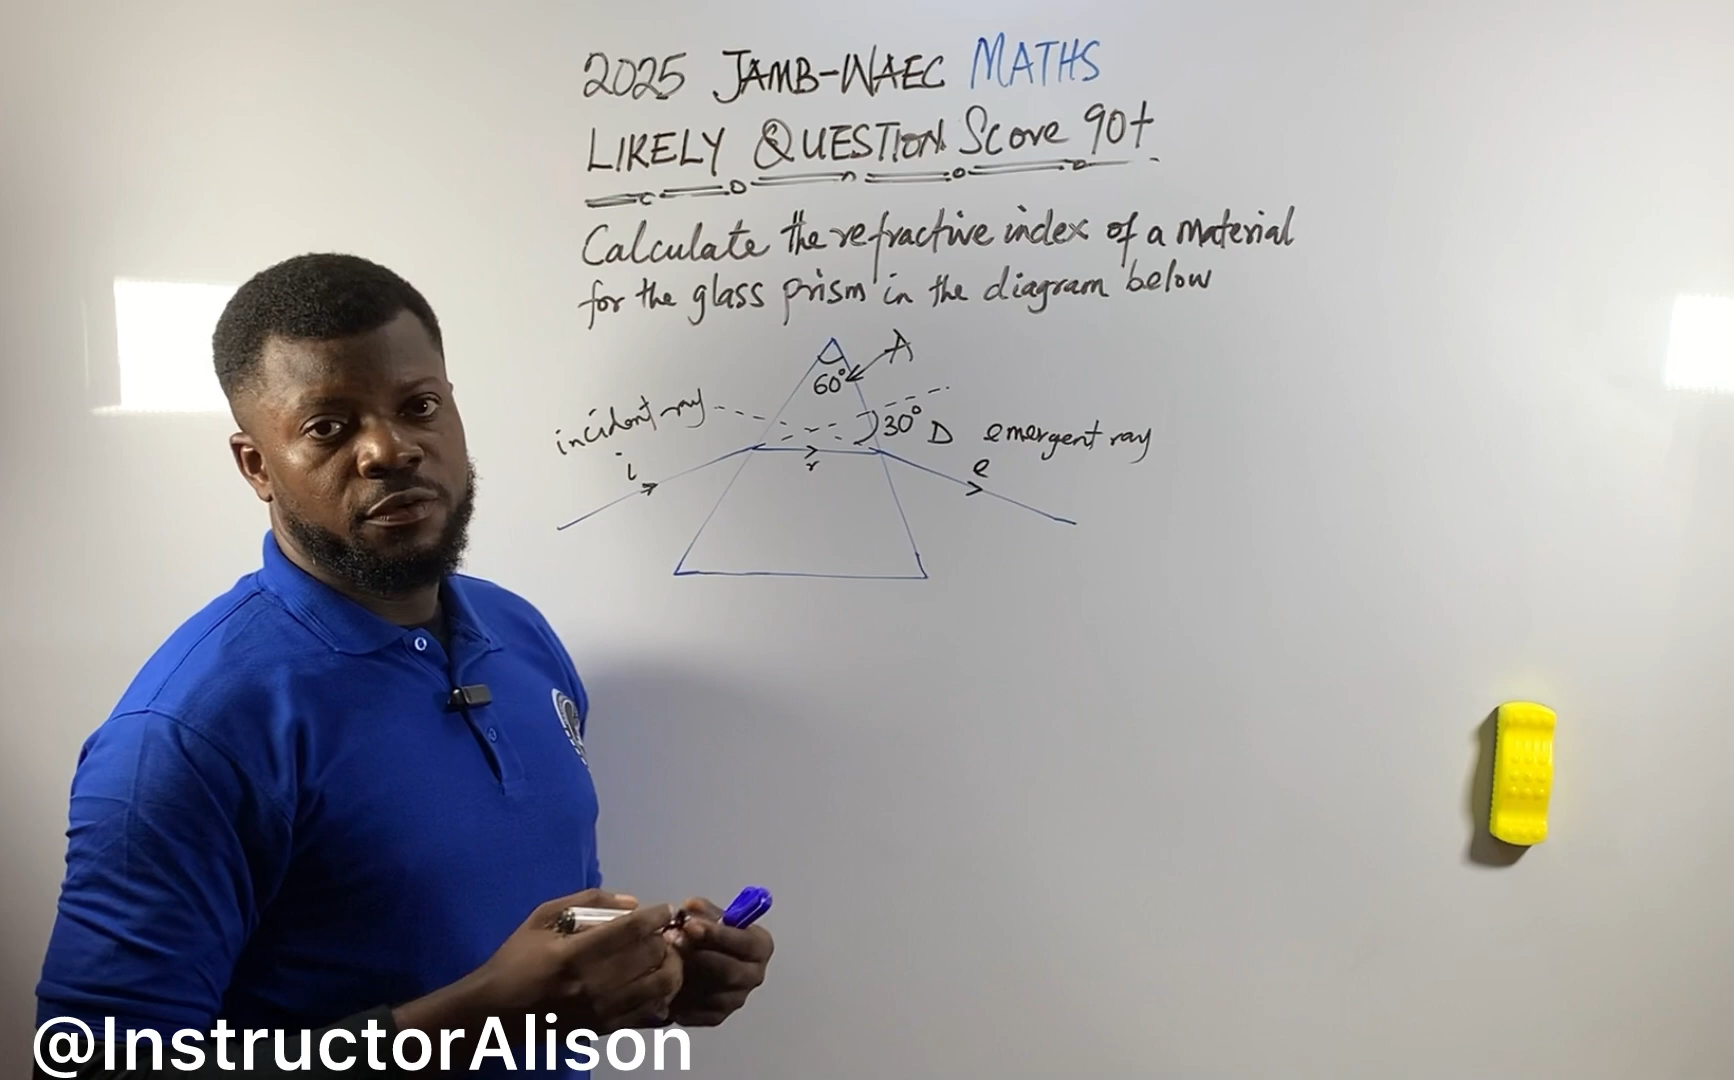 2025 JAMB-WAEC MATHS
LIKELY QUESTION Score 90+
Calculate the refractive index of a material
for the glass prism in the diagram below
A
60°
incident ray
30° D emergent ray
i
r
e
@InstructorAlison